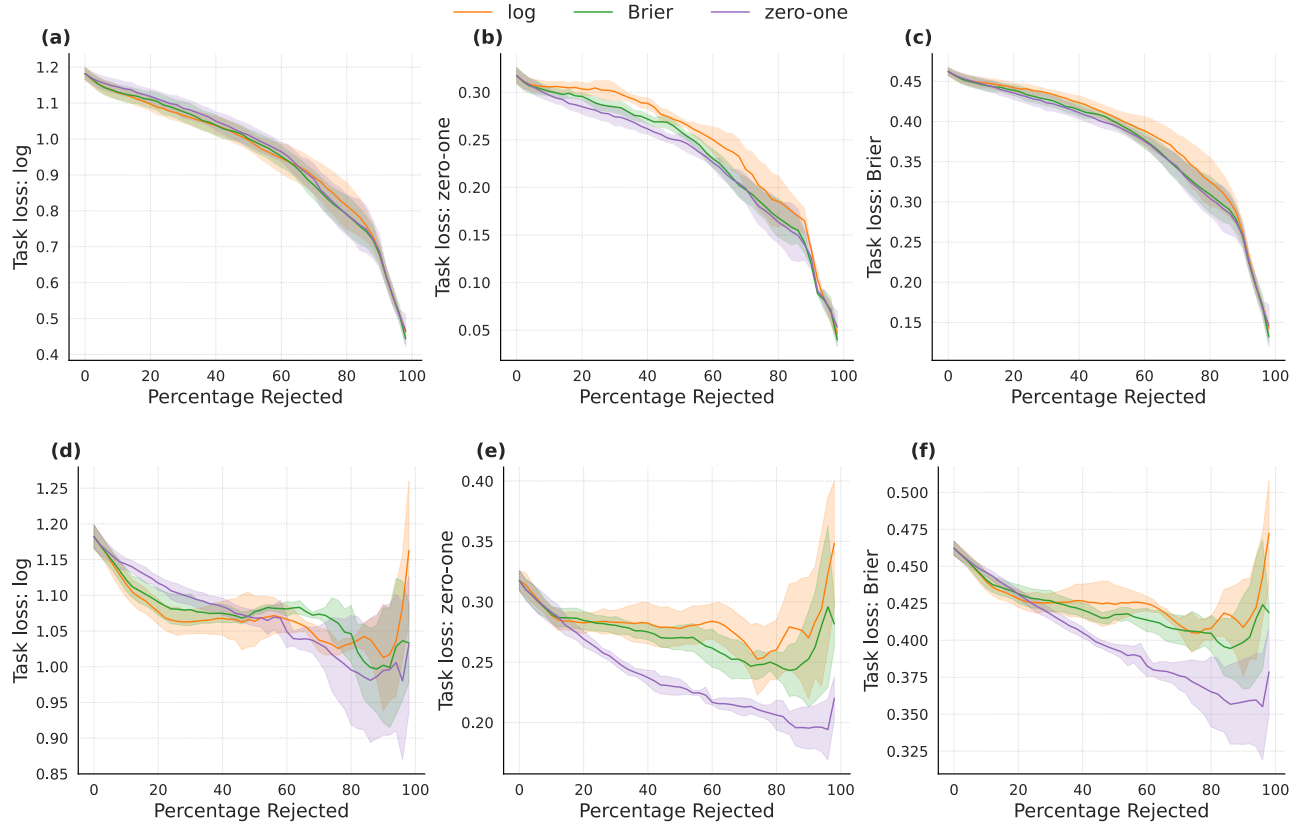 log Brier zero-one
(a) (b) (c)
1.2
1.1
1.0
0.9
0.8
0.7
0.6
0.5
0.4
Task loss: log
0 20 40 60 80 100
Percentage Rejected
0.30
0.25
0.20
0.15
0.10
0.05
Task loss: zero-one
0 20 40 60 80 100
Percentage Rejected
0.45
0.40
0.35
0.30
0.25
0.20
0.15
Task loss: Brier
0 20 40 60 80 100
Percentage Rejected
(d) (e) (f)
1.25
1.20
1.15
1.10
1.05
1.00
0.95
0.90
0.85
Task loss: log
0 20 40 60 80 100
Percentage Rejected
0.40
0.35
0.30
0.25
0.20
Task loss: zero-one
0 20 40 60 80 100
Percentage Rejected
0.500
0.475
0.450
0.425
0.400
0.375
0.350
0.325
Task loss: Brier
0 20 40 60 80 100
Percentage Rejected